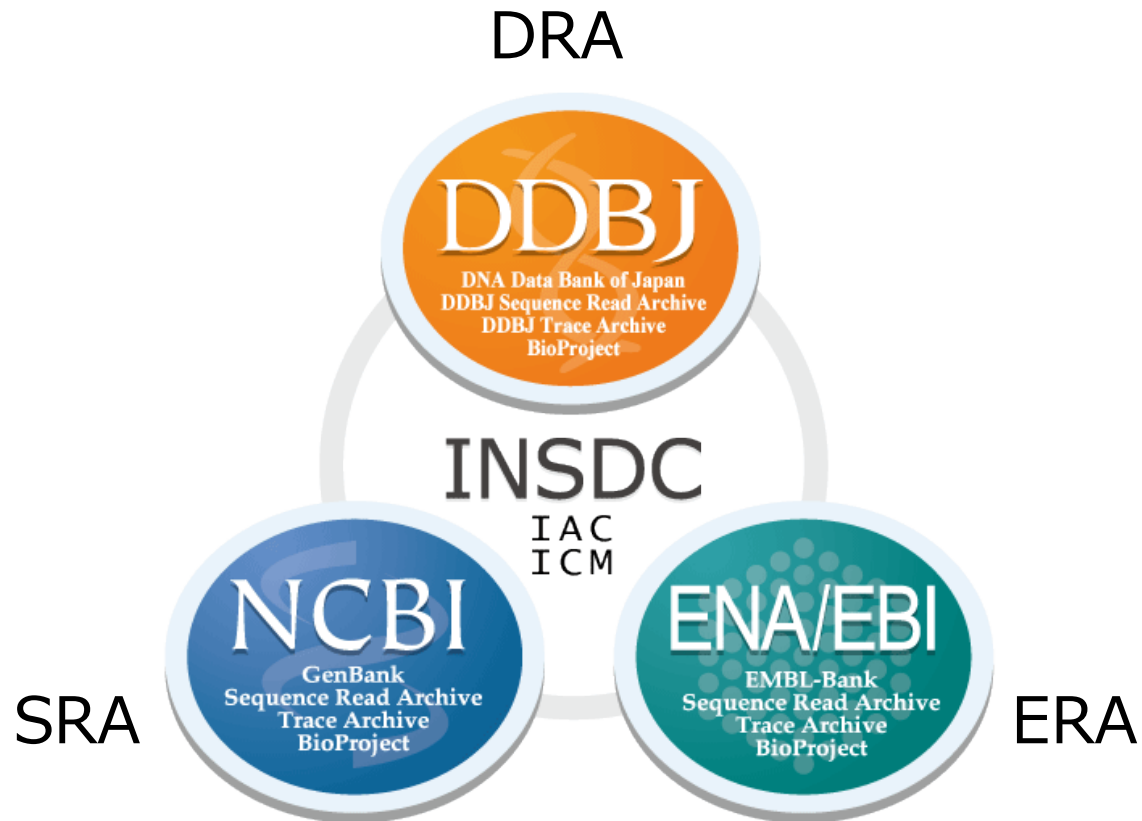 DRA
DDBJ
DNA Data Bank of Japan
DDBJ Sequence Read Archive
DDBJ Trace Archive
BioProject
INSDC
IAC
ICM
NCBI
GenBank
Sequence Read Archive
Trace Archive
BioProject
SRA
ENA/EBI
EMBL-Bank
Sequence Read Archive
Trace Archive
BioProject
ERA